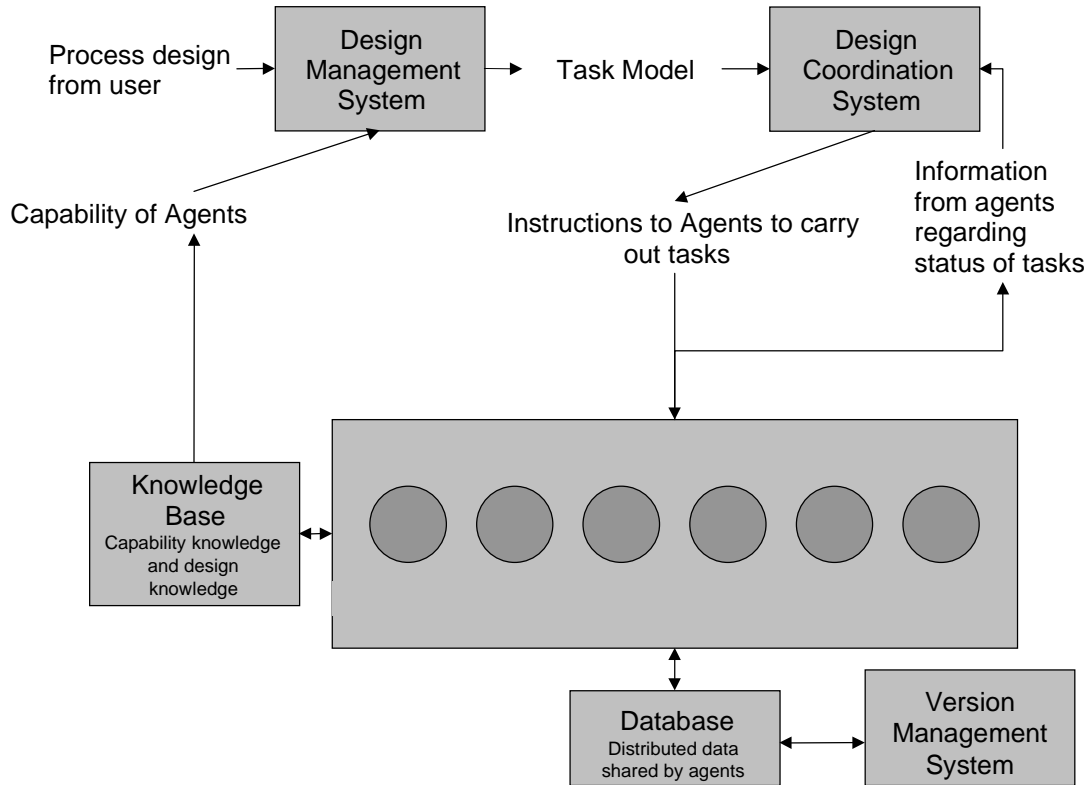 Process design
from user
Design
Management
System
Task Model
Design
Coordination
System
Capability of Agents
Instructions to Agents to carry
out tasks
Information
from agents
regarding
status of tasks
Knowledge
Base
Capability knowledge
and design
knowledge
Database
Distributed data
shared by agents
Version
Management
System